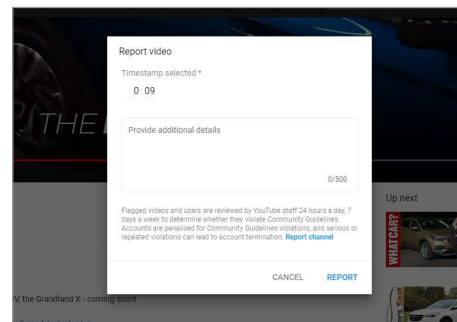 Report video
Timestamp selected *
0: 09
THE
Provide additional details
0/500
Flagged videos and users are reviewed by YouTube staff 24 hours a day, 7
days a week to determine whether they violate Community Guidelines.
Accounts are penalised for Community Guidelines violations, and serious or
repeated violations can lead to account termination. Report channel
Up next
WHATCAR?
CANCEL REPORT
V, the Grandland X - coming soon!